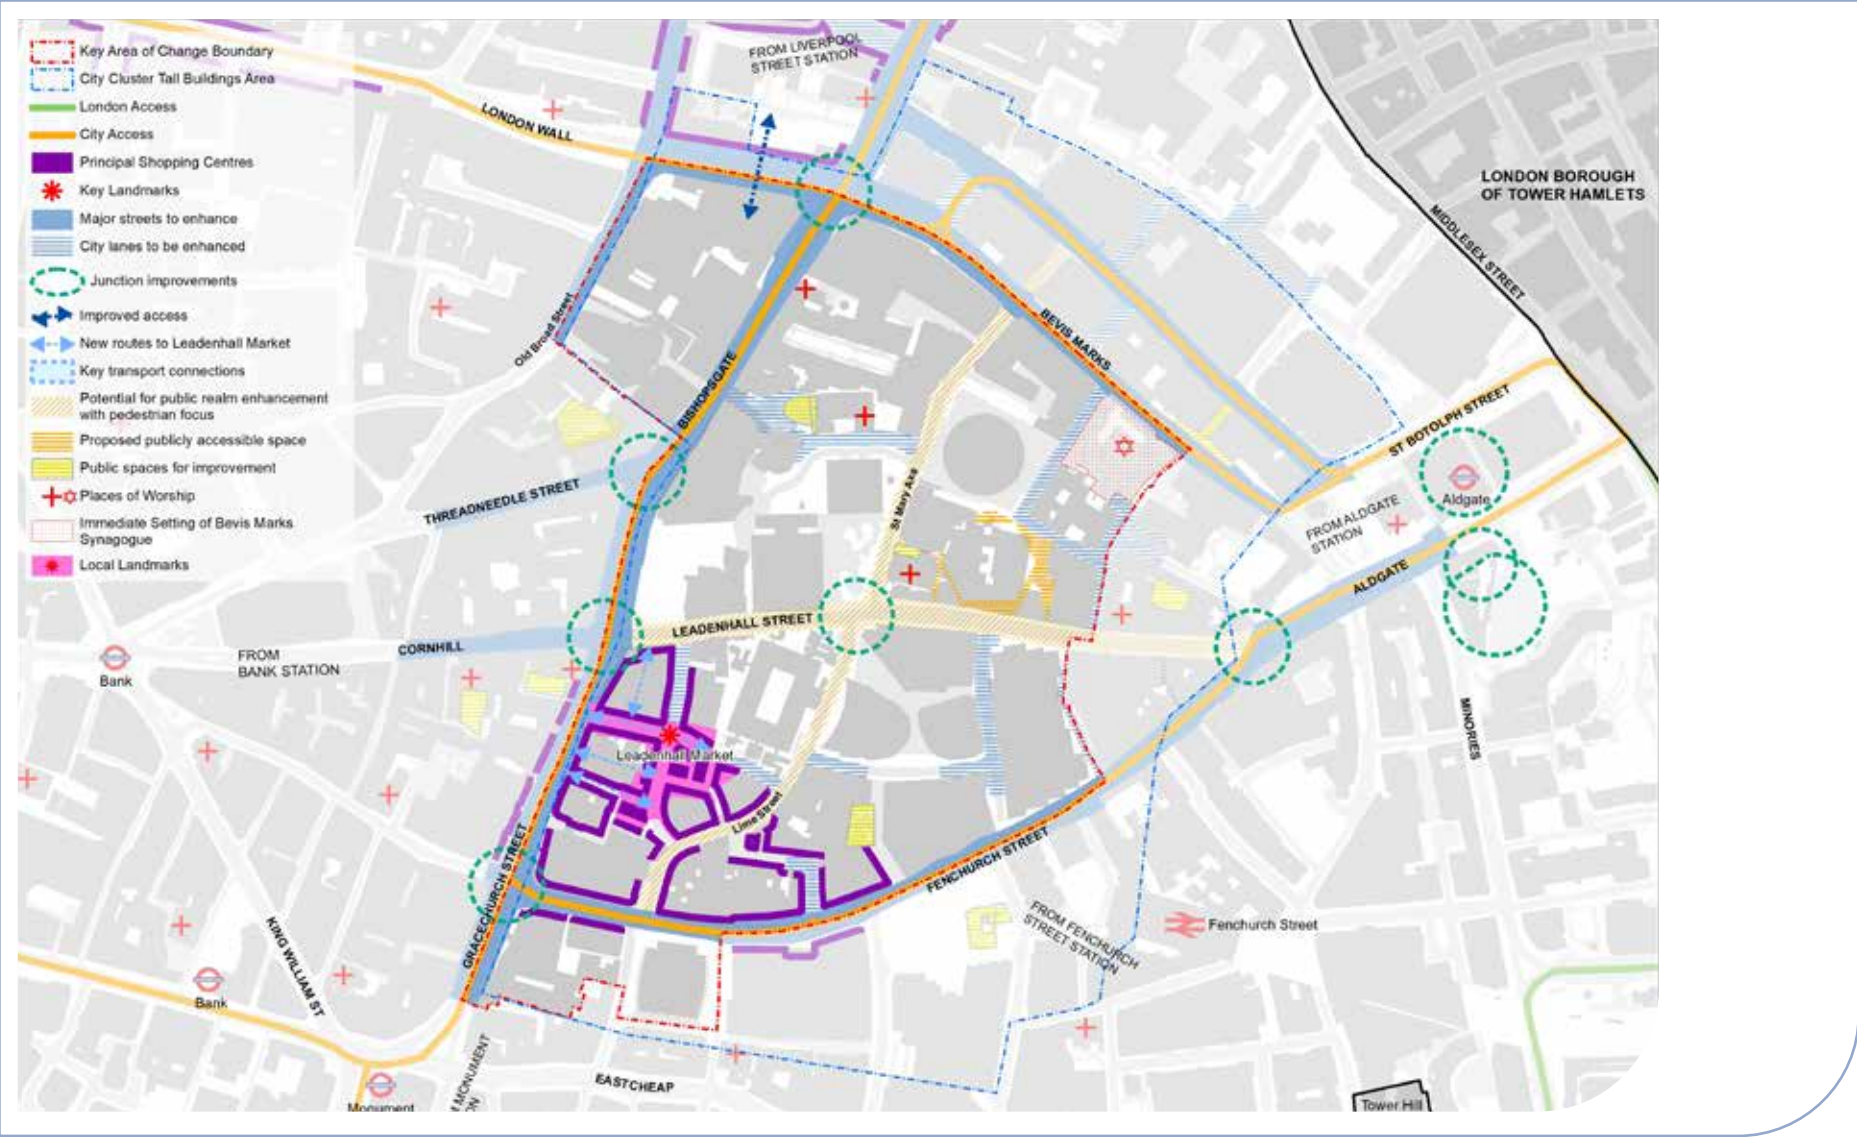 Key Area of Change Boundary
City Cluster Tall Buildings Area
London Access
City Access
Principal Shopping Centres
Key Landmarks
Major streets to enhance
City lanes to be enhanced
Junction improvements
Improved access
New routes to Leadenhall Market
Key transport connections
Potential for public realm enhancement
with pedestrian focus
Proposed publicly accessible space
Public spaces for improvement
Places of Worship
Immediate Setting of Bevis Marks
Synagogue
Local Landmarks
FROM LIVERPOOL
STREET STATION
LONDON WALL
LONDON BOROUGH
OF TOWER HAMLETS
MIDDLESEX STREET
Old Broad Street
BISHOPSGATE
BEVIS MARKS
ST BOTOLPH STREET
THREADNEEDLE STREET
St Mary Axe
Aldgate
FROM ALDGATE
STATION
ALDGATE
LEADENHALL STREET
CORNHILL
FROM
BANK STATION
Bank
MINORIES
Leadenhall Market
Lime Street
GRACECHURCH STREET
FENCHURCH STREET
FROM FENCHURCH
STREET STATION
Fenchurch Street
KING WILLIAM ST
Bank
MONUMENT
EASTCHEAP
Monument
Tower Hill